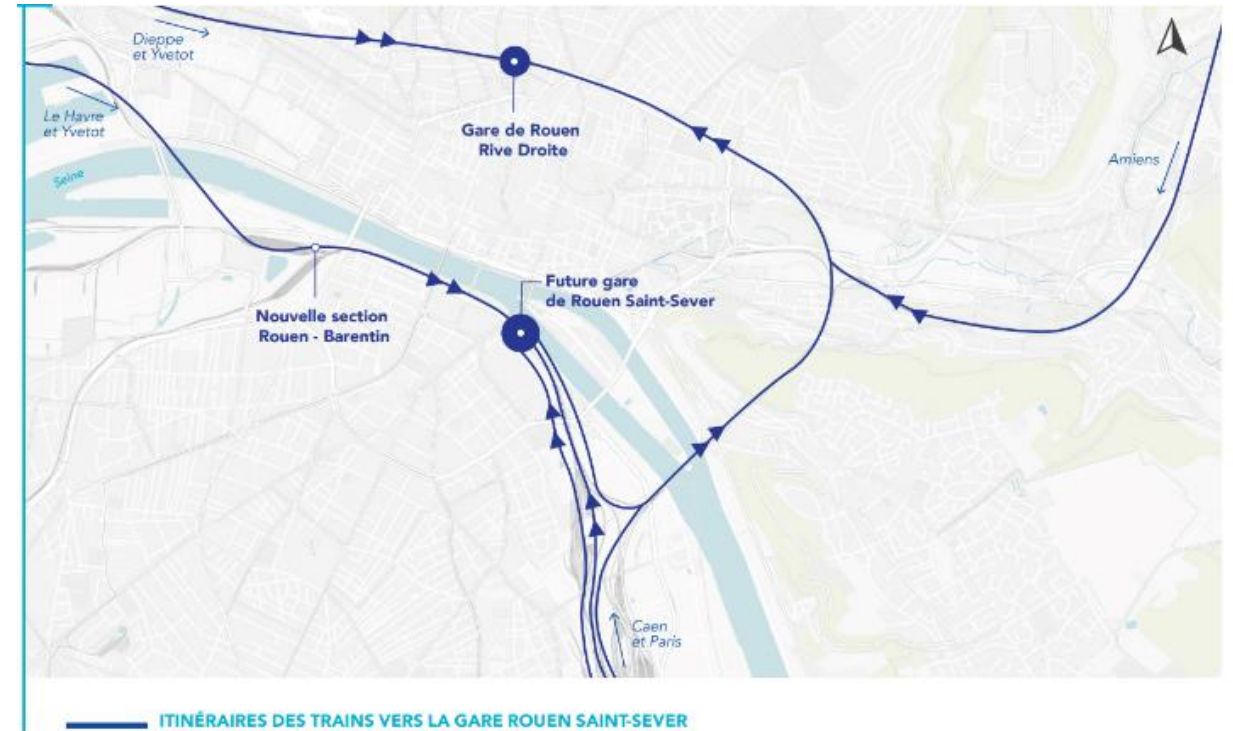 Dieppe
et Yvetot
Le Havre
et Yvetot
Seine
Gare de Rouen
Rive Droite
Amiens
Future gare
de Rouen Saint-Sever
Nouvelle section
Rouen - Barentin
Caen
et Paris
ITINÉRAIRES DES TRAINS VERS LA GARE ROUEN SAINT-SEVER